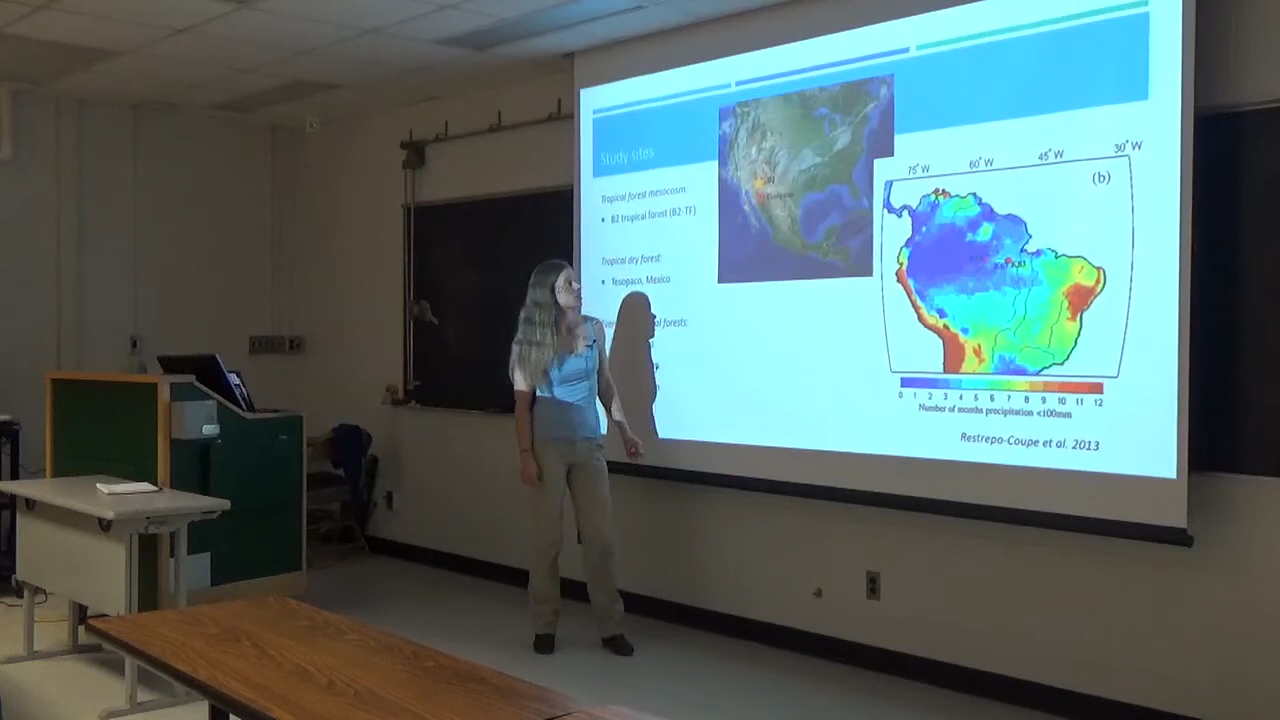 Study sites
Tropical forest mesocosm:
B2 tropical forest (B2-TF)
Tropical dry forest:
Tesopaco, Mexico
l forests:
75°W 60°W 45°W 30°W
(b)
0 1 2 3 4 5 6 7 8 9 10 11 12
Number of months precipitation <100mm
Restrepo-Coupe et al. 2013